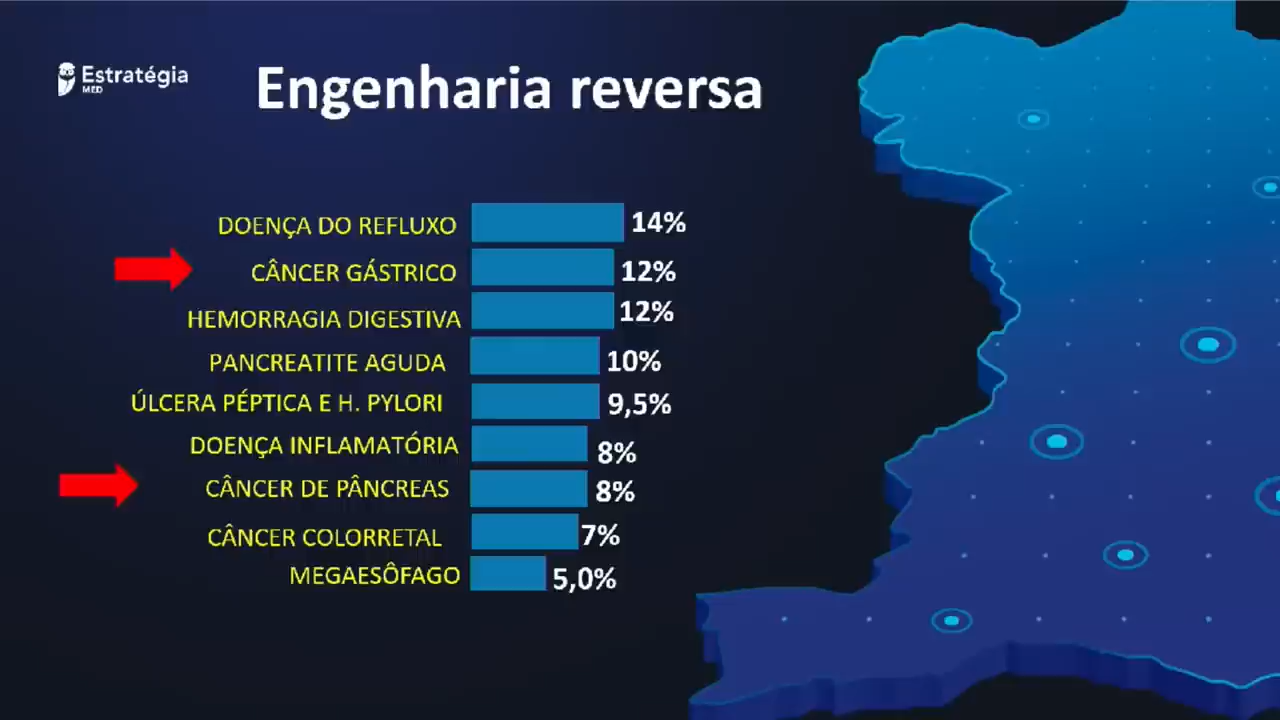 Estratégia
MED
Engenharia reversa
DOENÇA DO REFLUXO 14%
CÂNCER GÁSTRICO 12%
HEMORRAGIA DIGESTIVA 12%
PANCREATITE AGUDA 10%
ÚLCERA PÉPTICA E H. PYLORI 9,5%
DOENÇA INFLAMATÓRIA 8%
CÂNCER DE PÂNCREAS 8%
CÂNCER COLORRETAL 7%
MEGAESÔFAGO 5,0%